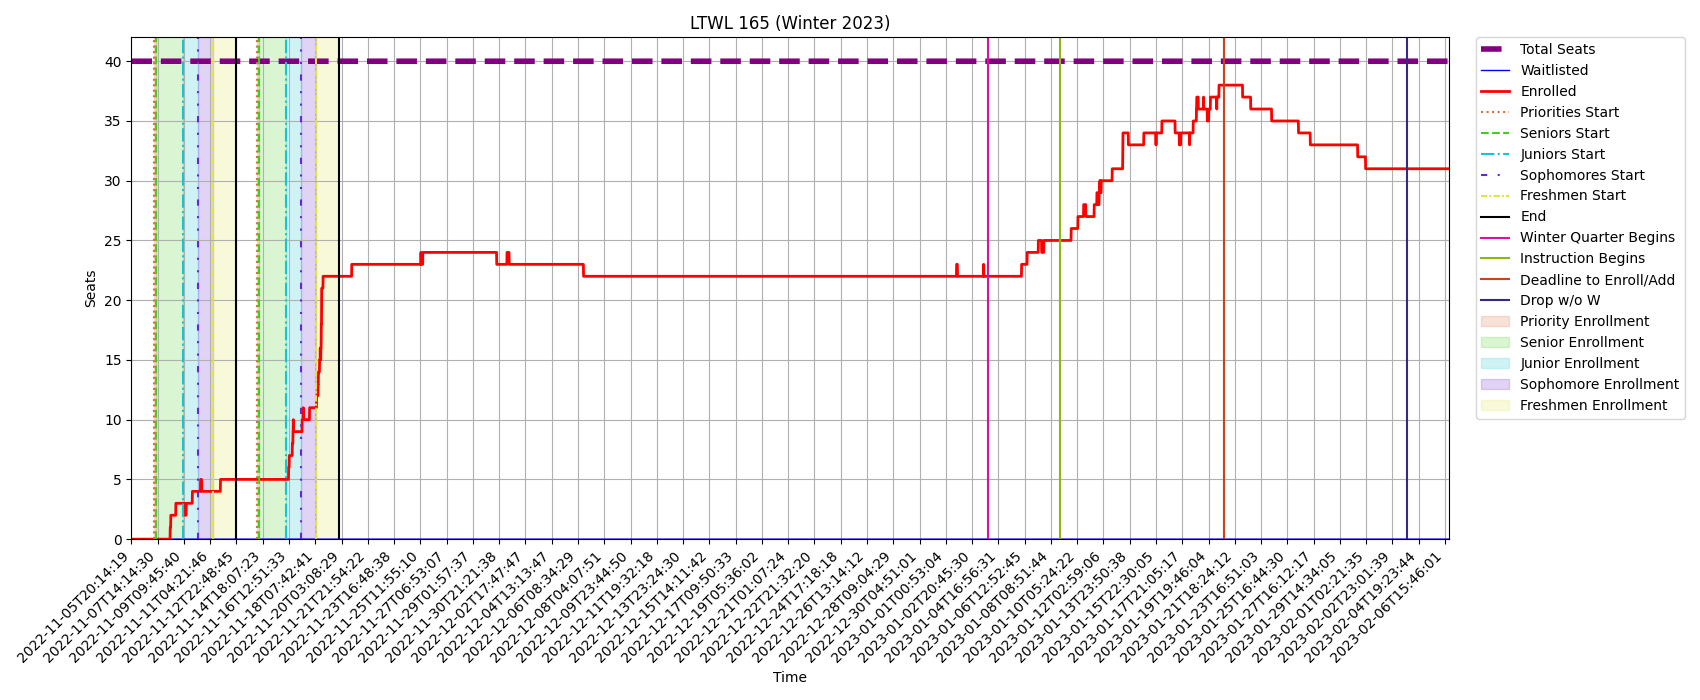 LTWL 165 (Winter 2023)
Seats
40
35
30
25
20
15
10
5
0
2022-11-05T20:14:19
2022-11-07T14:14:30
2022-11-09T09:45:40
2022-11-11T04:21:46
2022-11-12T22:48:45
2022-11-14T18:07:23
2022-11-16T12:51:33
2022-11-18T07:42:41
2022-11-20T03:08:29
2022-11-21T21:54:22
2022-11-23T16:48:38
2022-11-25T11:55:10
2022-11-27T06:53:07
2022-11-29T01:57:37
2022-11-30T21:21:38
2022-12-02T17:47:47
2022-12-04T13:13:47
2022-12-06T08:34:29
2022-12-08T04:07:51
2022-12-09T23:44:50
2022-12-11T19:32:18
2022-12-13T23:24:30
2022-12-15T14:11:42
2022-12-17T09:50:33
2022-12-19T05:36:02
2022-12-21T01:07:24
2022-12-22T21:32:20
2022-12-24T17:18:18
2022-12-26T13:14:12
2022-12-28T09:04:29
2022-12-30T04:51:01
2023-01-01T00:53:04
2023-01-02T20:45:30
2023-01-04T16:56:31
2023-01-06T12:52:45
2023-01-08T08:51:44
2023-01-10T05:24:22
2023-01-12T02:59:06
2023-01-13T23:50:38
2023-01-15T22:30:05
2023-01-17T21:05:17
2023-01-19T19:46:04
2023-01-21T18:24:12
2023-01-23T16:51:03
2023-01-25T16:44:30
2023-01-27T16:12:17
2023-01-29T14:34:05
2023-02-01T02:21:35
2023-02-02T23:01:39
2023-02-04T19:23:44
2023-02-06T15:46:01
Time
Total Seats
Waitlisted
Enrolled
Priorities Start
Seniors Start
Juniors Start
Sophomores Start
Freshmen Start
End
Winter Quarter Begins
Instruction Begins
Deadline to Enroll/Add
Drop w/o W
Priority Enrollment
Senior Enrollment
Junior Enrollment
Sophomore Enrollment
Freshmen Enrollment